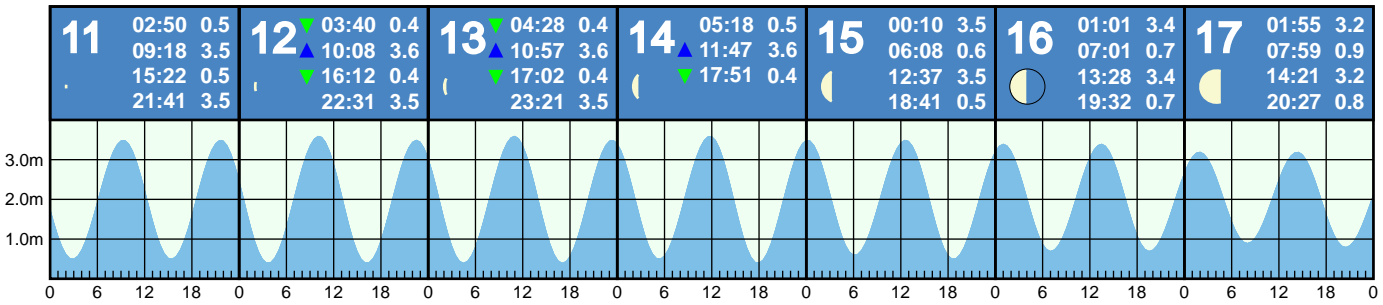 11
02:50 0.5
09:18 3.5
15:22 0.5
21:41 3.5
12
▼ 03:40 0.4
▲ 10:08 3.6
▼ 16:12 0.4
22:31 3.5
13
▼ 04:28 0.4
▲ 10:57 3.6
▼ 17:02 0.4
23:21 3.5
14
05:18 0.5
▲ 11:47 3.6
▼ 17:51 0.4
15
00:10 3.5
06:08 0.6
12:37 3.5
18:41 0.5
16
01:01 3.4
07:01 0.7
13:28 3.4
19:32 0.7
17
01:55 3.2
07:59 0.9
14:21 3.2
20:27 0.8
3.0m
2.0m
1.0m
0 6 12 18 0 6 12 18 0 6 12 18 0 6 12 18 0 6 12 18 0 6 12 18 0 6 12 18 0